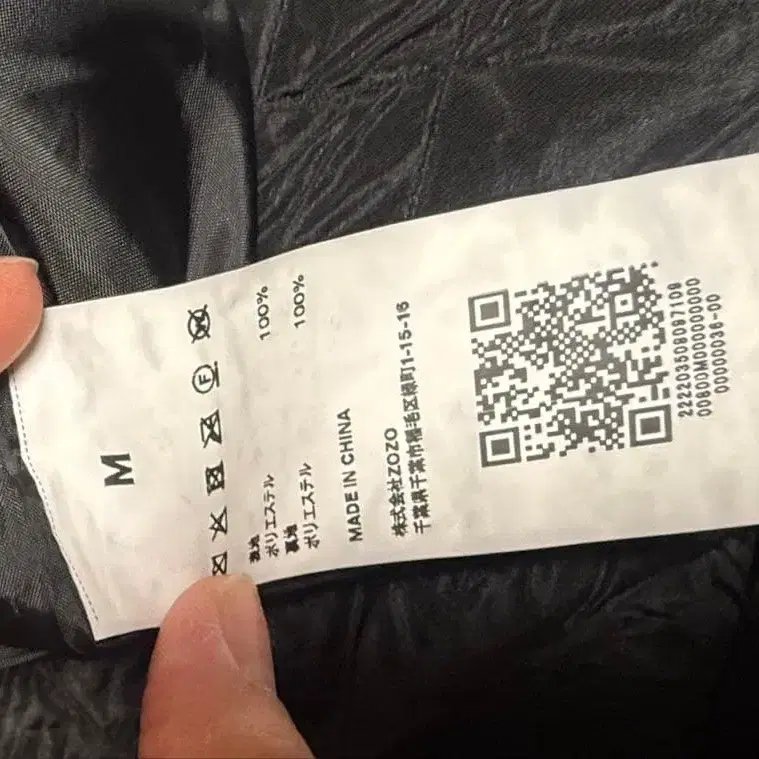 M
表地
ポリエステル 100%
裏地
ポリエステル 100%
MADE IN CHINA
株式会社ZOZO
千葉県千葉市稲毛区緑町1-15-16
222203508097109
00800M000000000
00000036-00